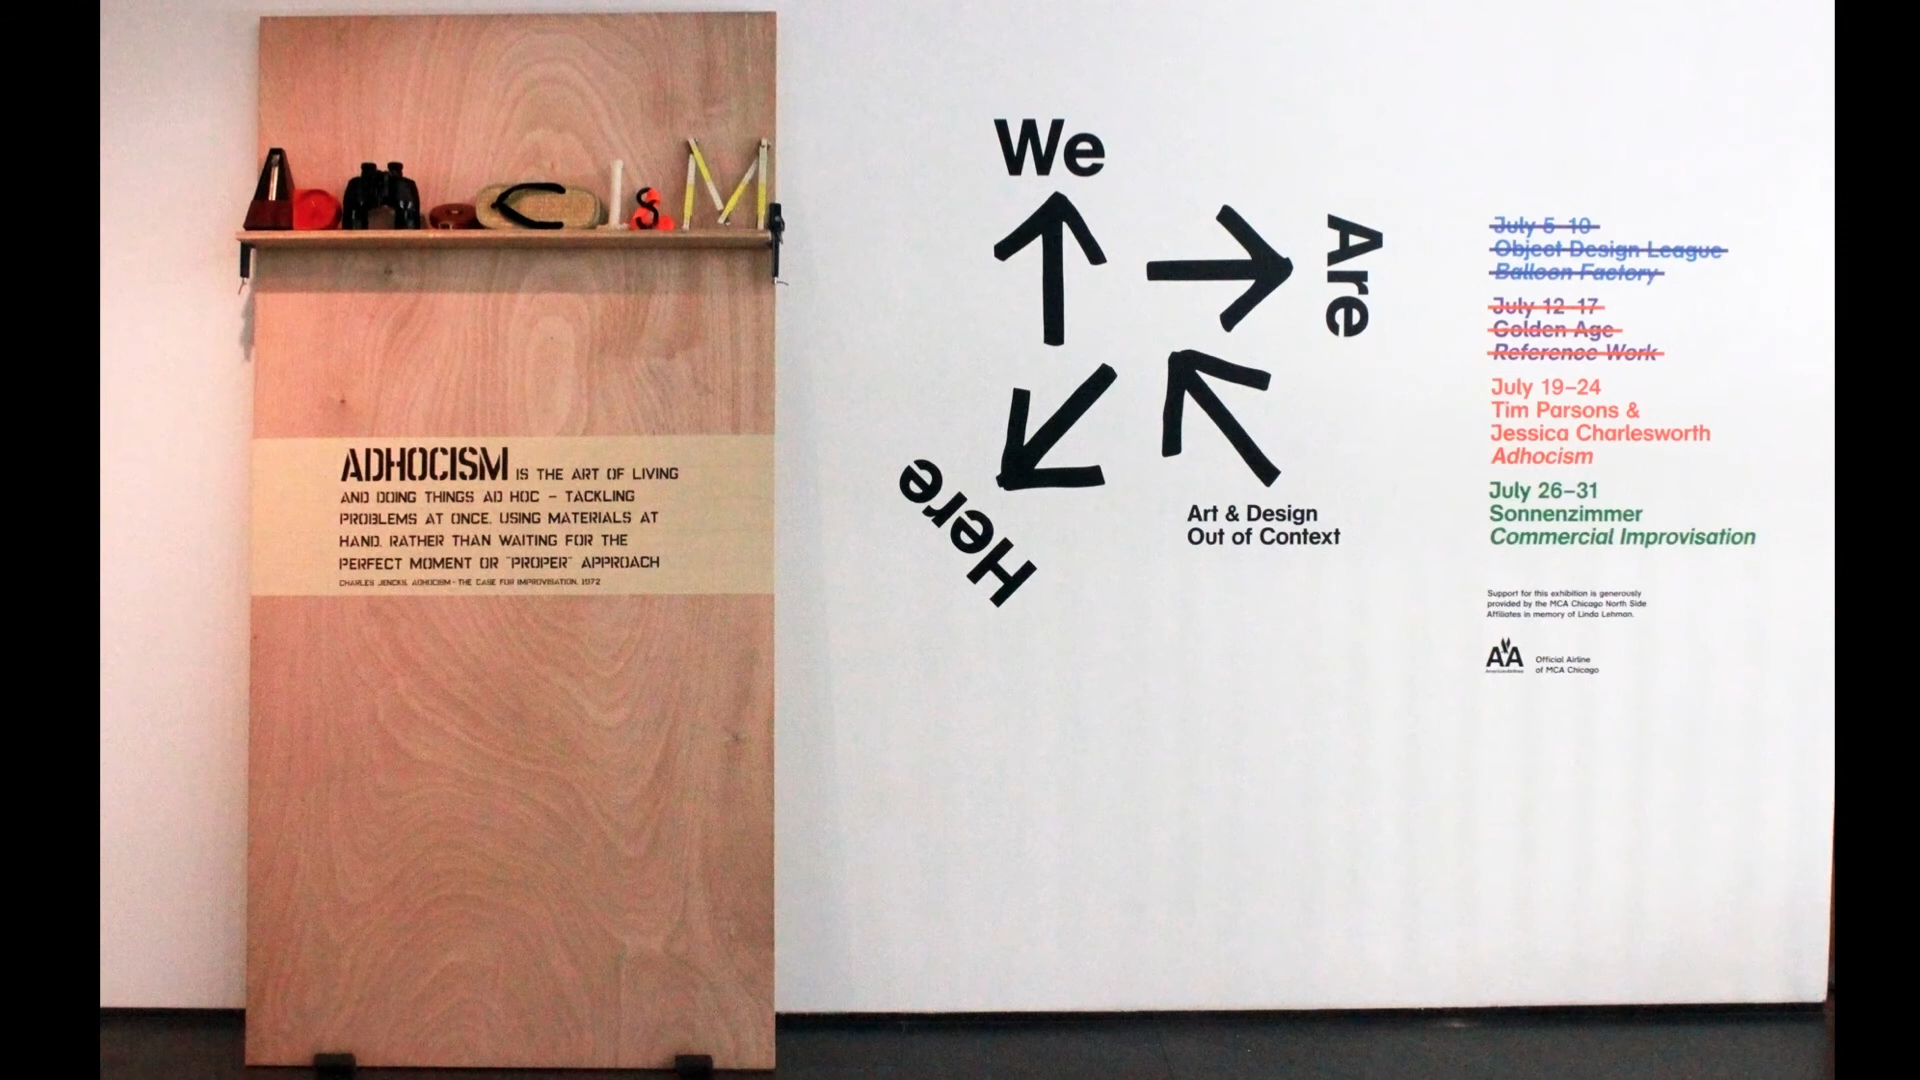 ADHOCISM
ADHOCISM IS THE ART OF LIVING
AND DOING THINGS AD HOC – TACKLING
PROBLEMS AT ONCE, USING MATERIALS AT
HAND, RATHER THAN WAITING FOR THE
PERFECT MOMENT OR "PROPER" APPROACH
CHARLES JENCKS, ADHOCISM - THE CASE FOR IMPROVISATION, 1972
We
Are
Here
Art & Design
Out of Context
July 5–10
Object Design League
Balloon Factory
July 12–17
Golden Age
Reference Work
July 19–24
Tim Parsons &
Jessica Charlesworth
Adhocism
July 26–31
Sonnenzimmer
Commercial Improvisation
Support for this exhibition is generously
provided by the MCA Chicago North Side
Affiliates in memory of Linda Lehman.
AA
AmericanAirlines
Official Airline
of MCA Chicago